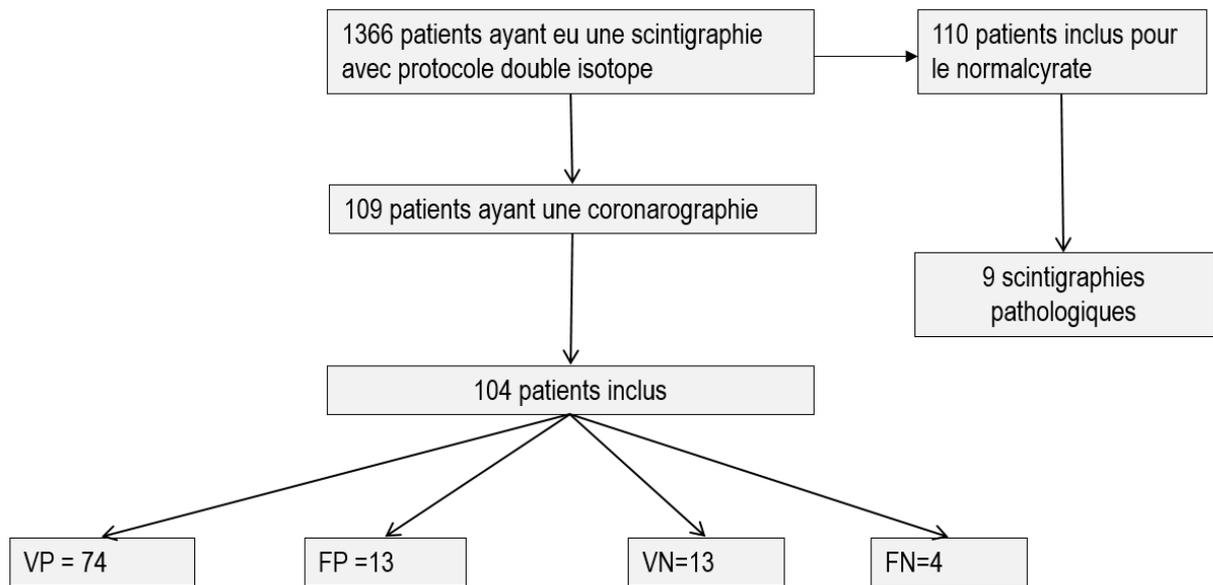 1366 patients ayant eu une scintigraphie
avec protocole double isotope
110 patients inclus pour
le normalcyrate
109 patients ayant une coronarographie
9 scintigraphies
pathologiques
104 patients inclus
VP = 74
FP =13
VN=13
FN=4